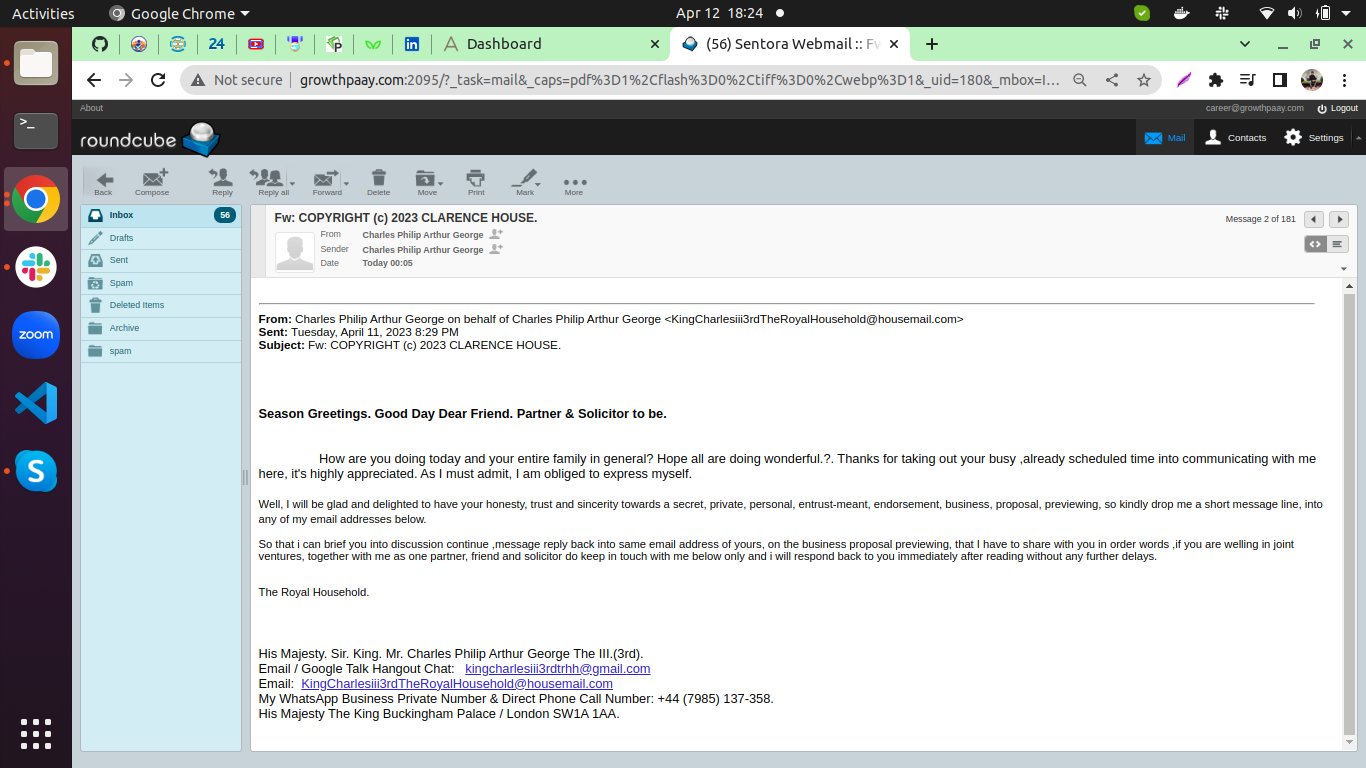 Activities
Google Chrome
Apr 12 18:24
24
Dashboard
(56) Sentora Webmail :: Fw
Not secure
growthpaay.com:2095/?_task=mail&_caps=pdf%3D1%2Cflash%3D0%2Ctiff%3D0%2Cwebp%3D1&_uid=180&_mbox=I...
About
career@growthpaay.com
Logout
roundcube
Mail
Contacts
Settings
Back
Compose
Reply
Reply all
Forward
Delete
Move
Print
Mark
More
Inbox
56
Drafts
Sent
Spam
Deleted Items
Archive
spam
Fw: COPYRIGHT (c) 2023 CLARENCE HOUSE.
Message 2 of 181
From Charles Philip Arthur George
Sender Charles Philip Arthur George
Date Today 00:05
From: Charles Philip Arthur George on behalf of Charles Philip Arthur George <KingCharlesiii3rdTheRoyalHousehold@housemail.com>
Sent: Tuesday, April 11, 2023 8:29 PM
Subject: Fw: COPYRIGHT (c) 2023 CLARENCE HOUSE.
Season Greetings. Good Day Dear Friend. Partner & Solicitor to be.
How are you doing today and your entire family in general? Hope all are doing wonderful.?. Thanks for taking out your busy ,already scheduled time into communicating with me
here, it's highly appreciated. As I must admit, I am obliged to express myself.
Well, I will be glad and delighted to have your honesty, trust and sincerity towards a secret, private, personal, entrust-meant, endorsement, business, proposal, previewing, so kindly drop me a short message line, into
any of my email addresses below.
So that i can brief you into discussion continue ,message reply back into same email address of yours, on the business proposal previewing, that I have to share with you in order words ,if you are welling in joint
ventures, together with me as one partner, friend and solicitor do keep in touch with me below only and i will respond back to you immediately after reading without any further delays.
The Royal Household.
His Majesty. Sir. King. Mr. Charles Philip Arthur George The III.(3rd).
Email / Google Talk Hangout Chat: kingcharlesiii3rdtrhh@gmail.com
Email: KingCharlesiii3rdTheRoyalHousehold@housemail.com
My WhatsApp Business Private Number & Direct Phone Call Number: +44 (7985) 137-358.
His Majesty The King Buckingham Palace / London SW1A 1AA.
zoom